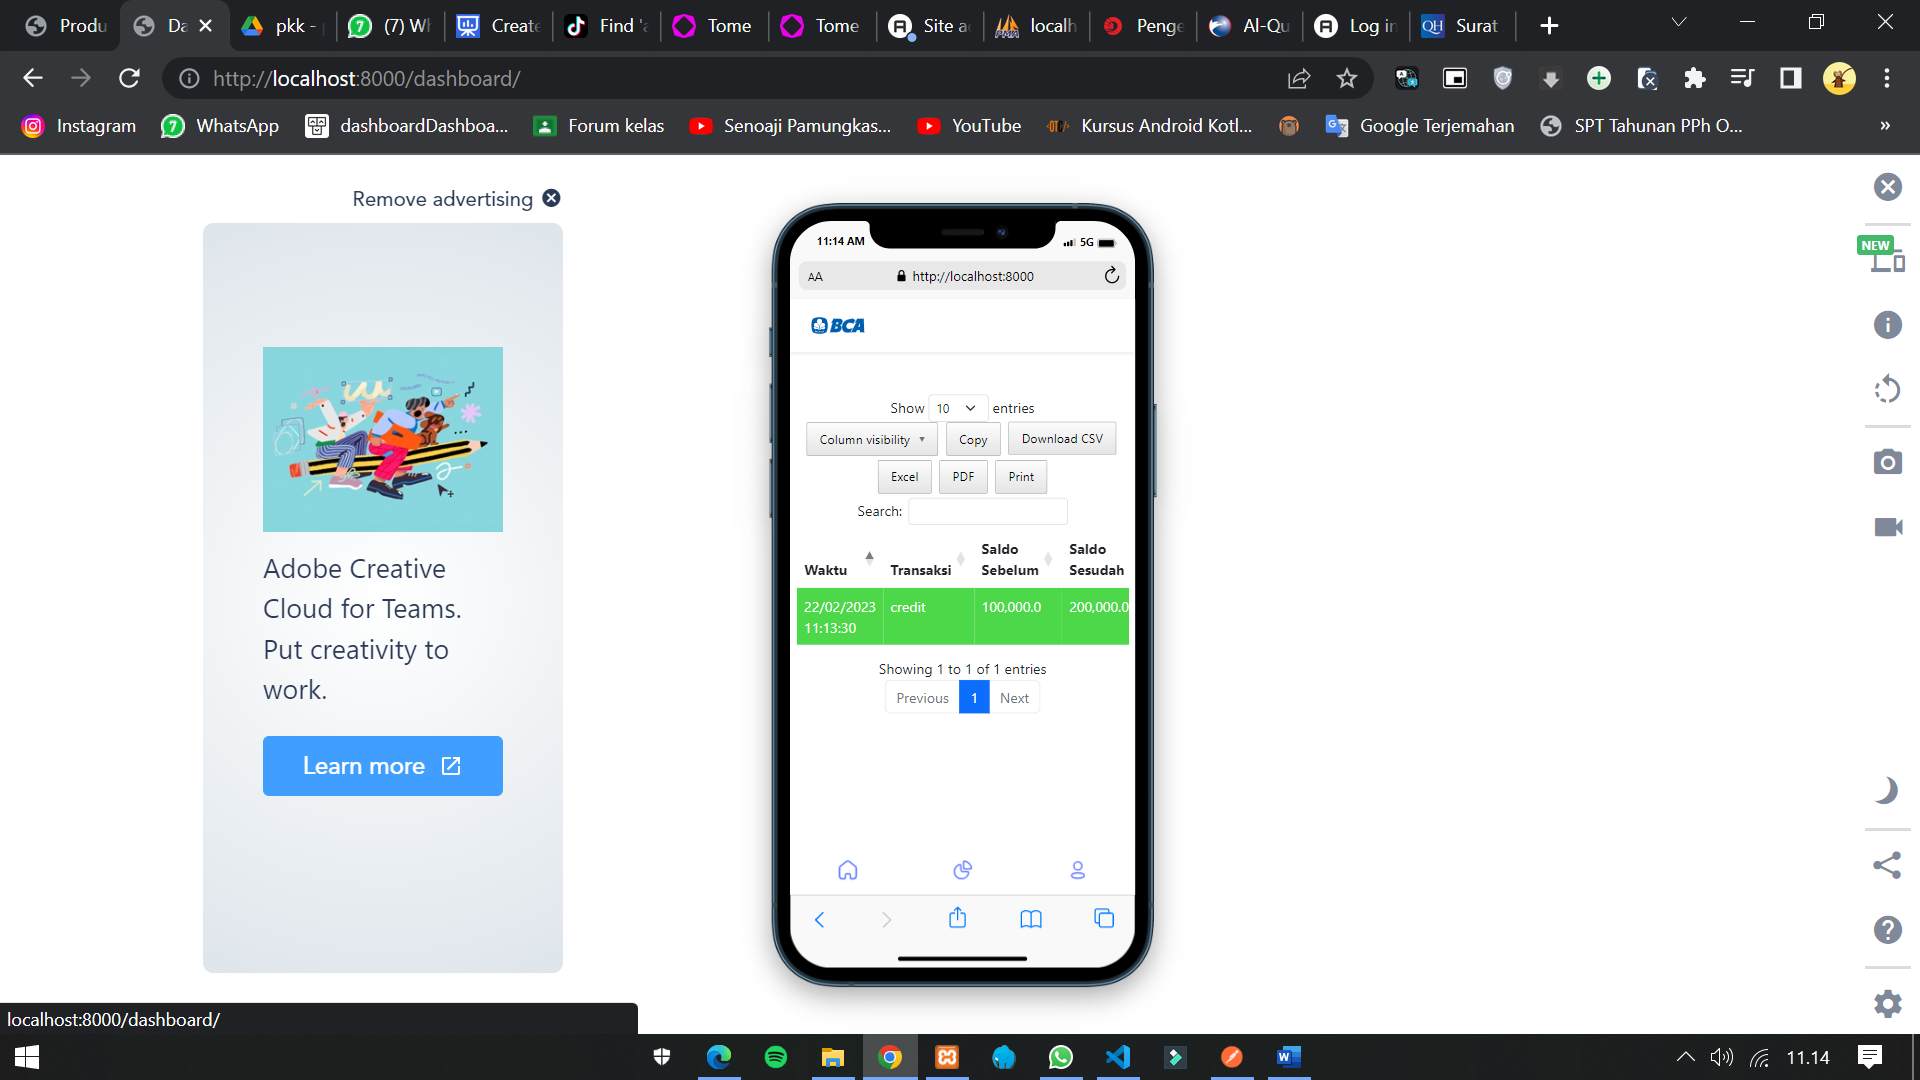 Produ
Da
pkk -
(7) Wh
Create
Find 'a
Tome
Tome
Site a
localh
Penge
Al-Qu
Log in
Surat
http://localhost:8000/dashboard/
Instagram
WhatsApp
dashboardDashboa...
Forum kelas
Senoaji Pamungkas...
YouTube
Kursus Android Kotl...
Google Terjemahan
SPT Tahunan PPh O...
»
Remove advertising
Adobe Creative
Cloud for Teams.
Put creativity to
work.
Learn more
11:14 AM
5G
AA
http://localhost:8000
BCA
Show 10 entries
Column visibility
Copy
Download CSV
Excel
PDF
Print
Search:
Waktu
Transaksi
Saldo
Sebelum
Saldo
Sesudah
22/02/2023
11:13:30
credit
100,000.0
200,000.0
Showing 1 to 1 of 1 entries
Previous
1
Next
NEW
localhost:8000/dashboard/
11.14